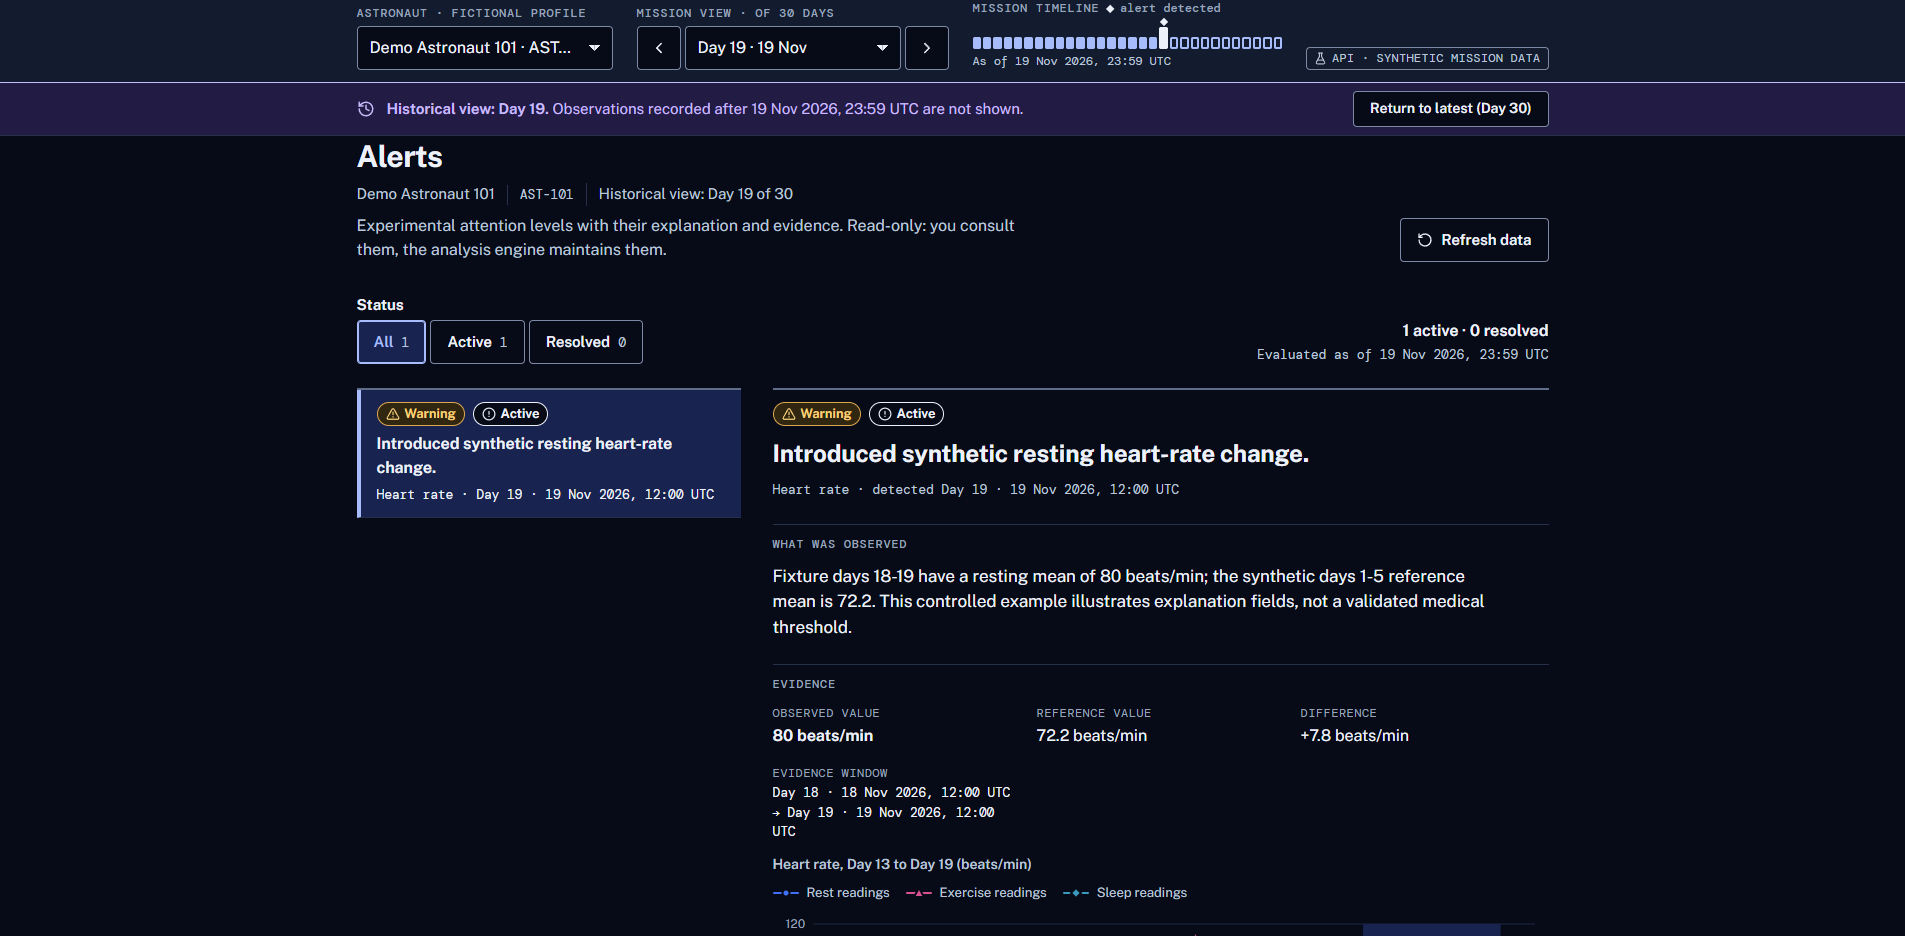 ASTRONAUT · FICTIONAL PROFILE
Demo Astronaut 101 · AST...
MISSION VIEW · OF 30 DAYS
Day 19 · 19 Nov
MISSION TIMELINE ◆ alert detected
As of 19 Nov 2026, 23:59 UTC
API · SYNTHETIC MISSION DATA
Historical view: Day 19. Observations recorded after 19 Nov 2026, 23:59 UTC are not shown.
Return to latest (Day 30)
Alerts
Demo Astronaut 101
AST-101
Historical view: Day 19 of 30
Experimental attention levels with their explanation and evidence. Read-only: you consult
them, the analysis engine maintains them.
Refresh data
Status
All 1
Active 1
Resolved 0
1 active · 0 resolved
Evaluated as of 19 Nov 2026, 23:59 UTC
Warning
Active
Introduced synthetic resting heart-rate
change.
Heart rate · Day 19 · 19 Nov 2026, 12:00 UTC
Warning
Active
Introduced synthetic resting heart-rate change.
Heart rate · detected Day 19 · 19 Nov 2026, 12:00 UTC
WHAT WAS OBSERVED
Fixture days 18-19 have a resting mean of 80 beats/min; the synthetic days 1-5 reference
mean is 72.2. This controlled example illustrates explanation fields, not a validated medical
threshold.
EVIDENCE
OBSERVED VALUE
80 beats/min
REFERENCE VALUE
72.2 beats/min
DIFFERENCE
+7.8 beats/min
EVIDENCE WINDOW
Day 18 · 18 Nov 2026, 12:00 UTC
→ Day 19 · 19 Nov 2026, 12:00
UTC
Heart rate, Day 13 to Day 19 (beats/min)
Rest readings
Exercise readings
Sleep readings
120